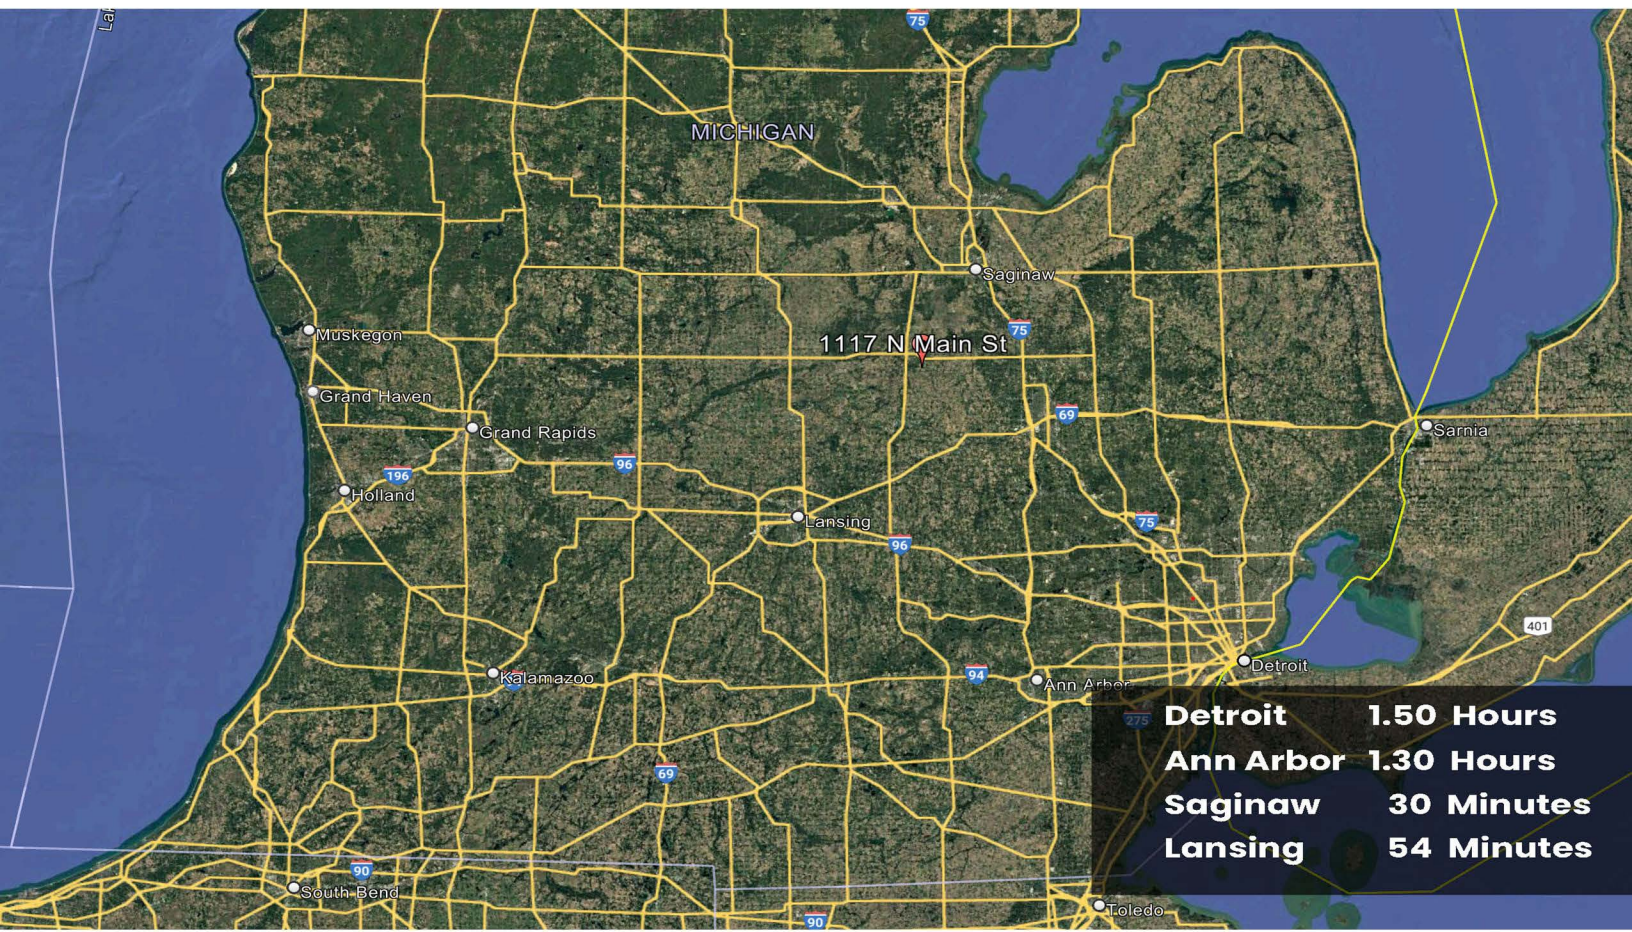 Lak
75
MICHIGAN
Saginaw
75
Muskegon
1117 N Main St
Grand Haven
69
Grand Rapids
Sarnia
96
196
Holland
Lansing
75
96
401
Detroit
Kalamazoo
94
Ann Arbor
275
Detroit 1.50 Hours
Ann Arbor 1.30 Hours
69
Saginaw 30 Minutes
Lansing 54 Minutes
90
South Bend
Toledo
90